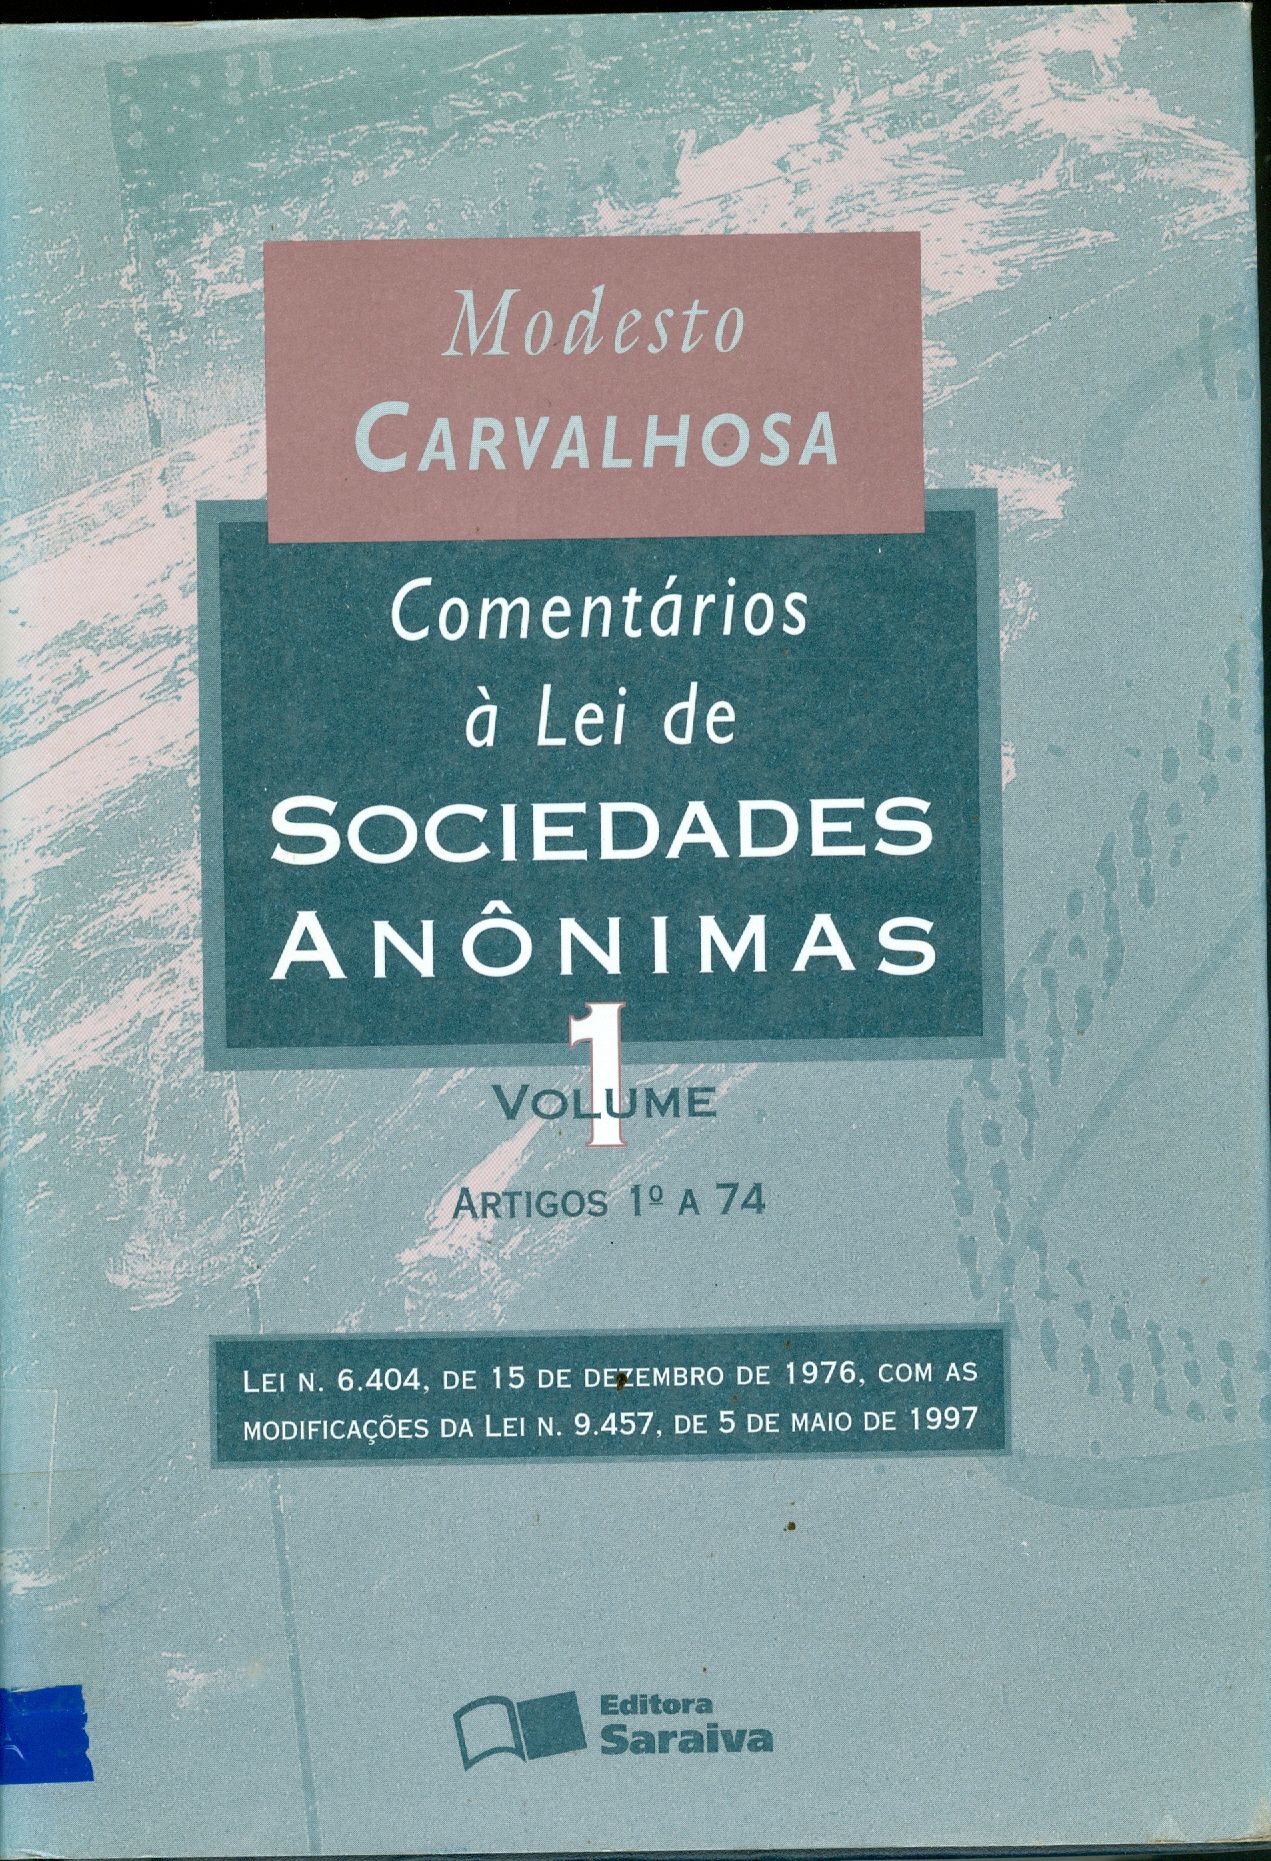 Modesto
CARVALHOSA
Comentários
à Lei de
SOCIEDADES
ANÔNIMAS
1
VOLUME
ARTIGOS 1º A 74
LEI N. 6.404, DE 15 DE DEZEMBRO DE 1976, COM AS
MODIFICAÇÕES DA LEI N. 9.457, DE 5 DE MAIO DE 1997
Editora
Saraiva